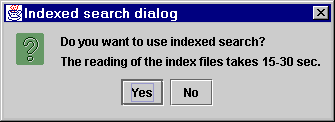 Indexed search dialog
Do you want to use indexed search?
The reading of the index files takes 15-30 sec.
Yes No